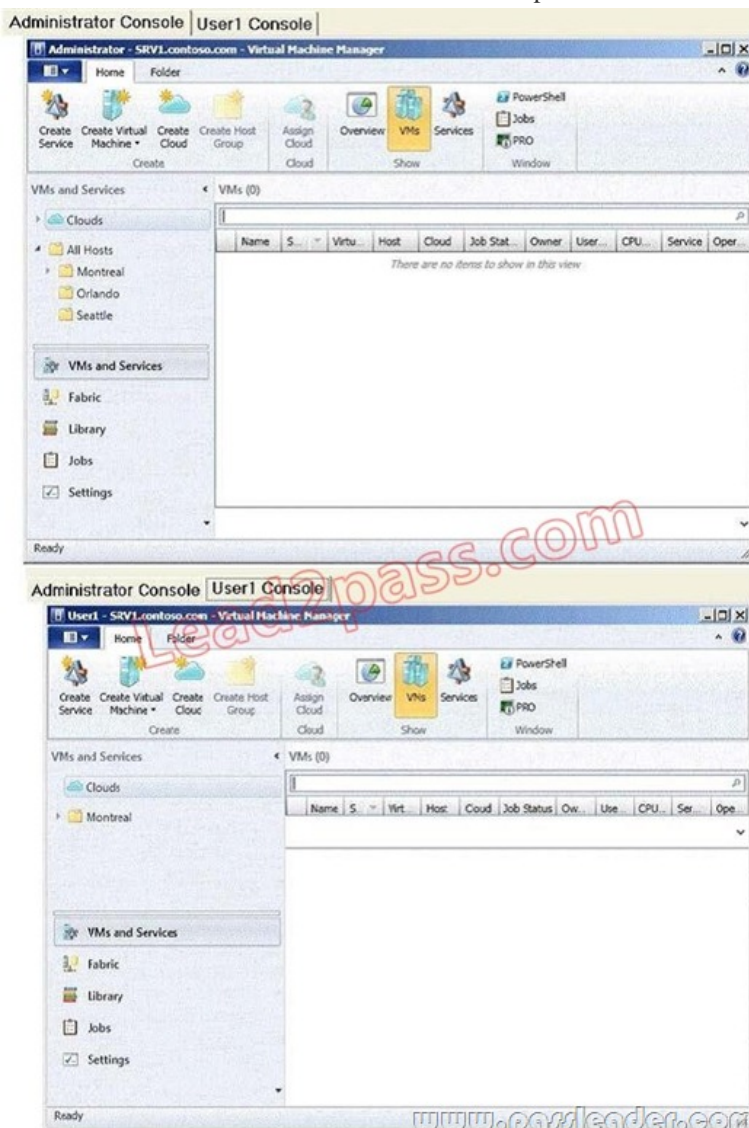 Administrator Console User1 Console
Administrator - SRV1.contoso.com - Virtual Machine Manager
Home Folder
Create Service
Create Virtual Machine
Create Cloud
Create Host Group
Assign Cloud
Overview
VMs
Services
PowerShell
Jobs
PRO
Create Cloud Show Window
VMs and Services
VMs (0)
Clouds
All Hosts
Montreal
Orlando
Seattle
Name S... Virtu... Host Cloud Job Stat... Owner User... CPU... Service Oper...
There are no items to show in this view
VMs and Services
Fabric
Library
Jobs
Settings
Ready
Lead2pass.com
Administrator Console User1 Console
User1 - SRV1.contoso.com - Virtual Machine Manager
Home Folder
Create Service
Create Virtual Machine
Create Cloud
Create Host Group
Assign Cloud
Overview
VMs
Services
PowerShell
Jobs
PRO
Create Cloud Show Window
VMs and Services
VMs (0)
Clouds
Montreal
Name S... Virt... Host Cloud Job Status Ow... Use... CPU... Ser... Ope...
VMs and Services
Fabric
Library
Jobs
Settings
Ready
www.passleader.com